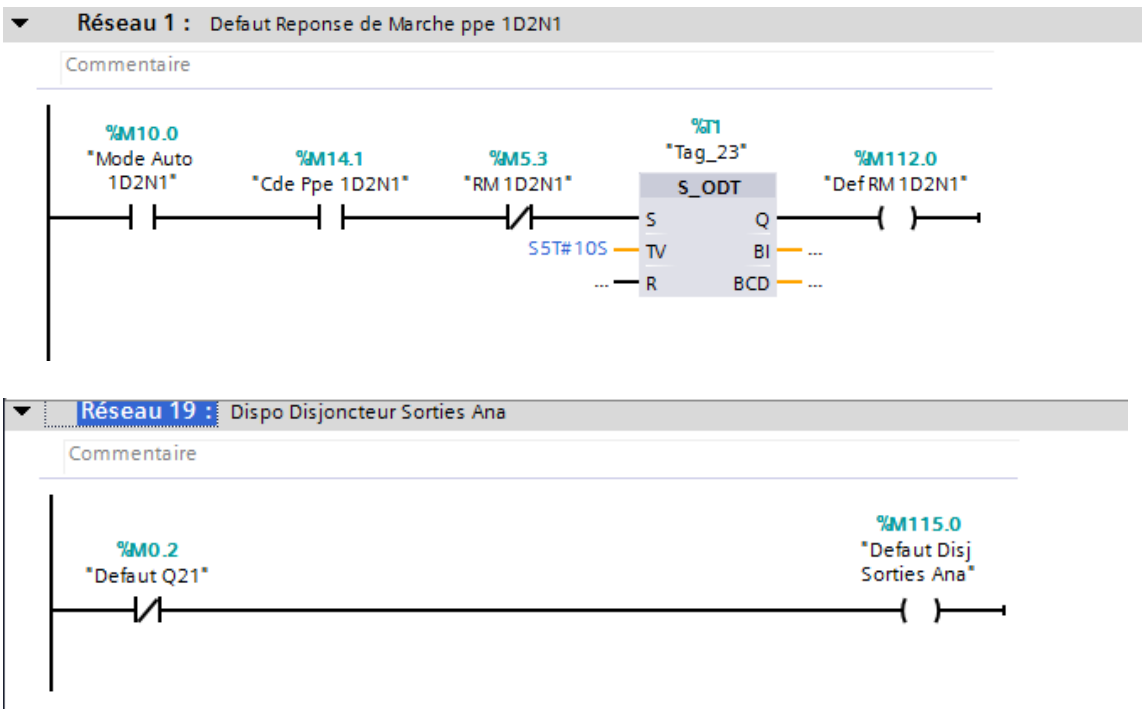 Réseau 1 : Defaut Reponse de Marche ppe 1D2N1
Commentaire
%M10.0
"Mode Auto
1D2N1"
%M14.1
"Cde Ppe 1D2N1"
%M5.3
"RM 1D2N1"
%T1
"Tag_23"
S_ODT
%M112.0
"Def RM 1D2N1"
S Q
S5T#10S TV BI ...
... R BCD ...
Réseau 19 : Dispo Disjoncteur Sorties Ana
Commentaire
%M0.2
"Defaut Q21"
%M115.0
"Defaut Disj
Sorties Ana"